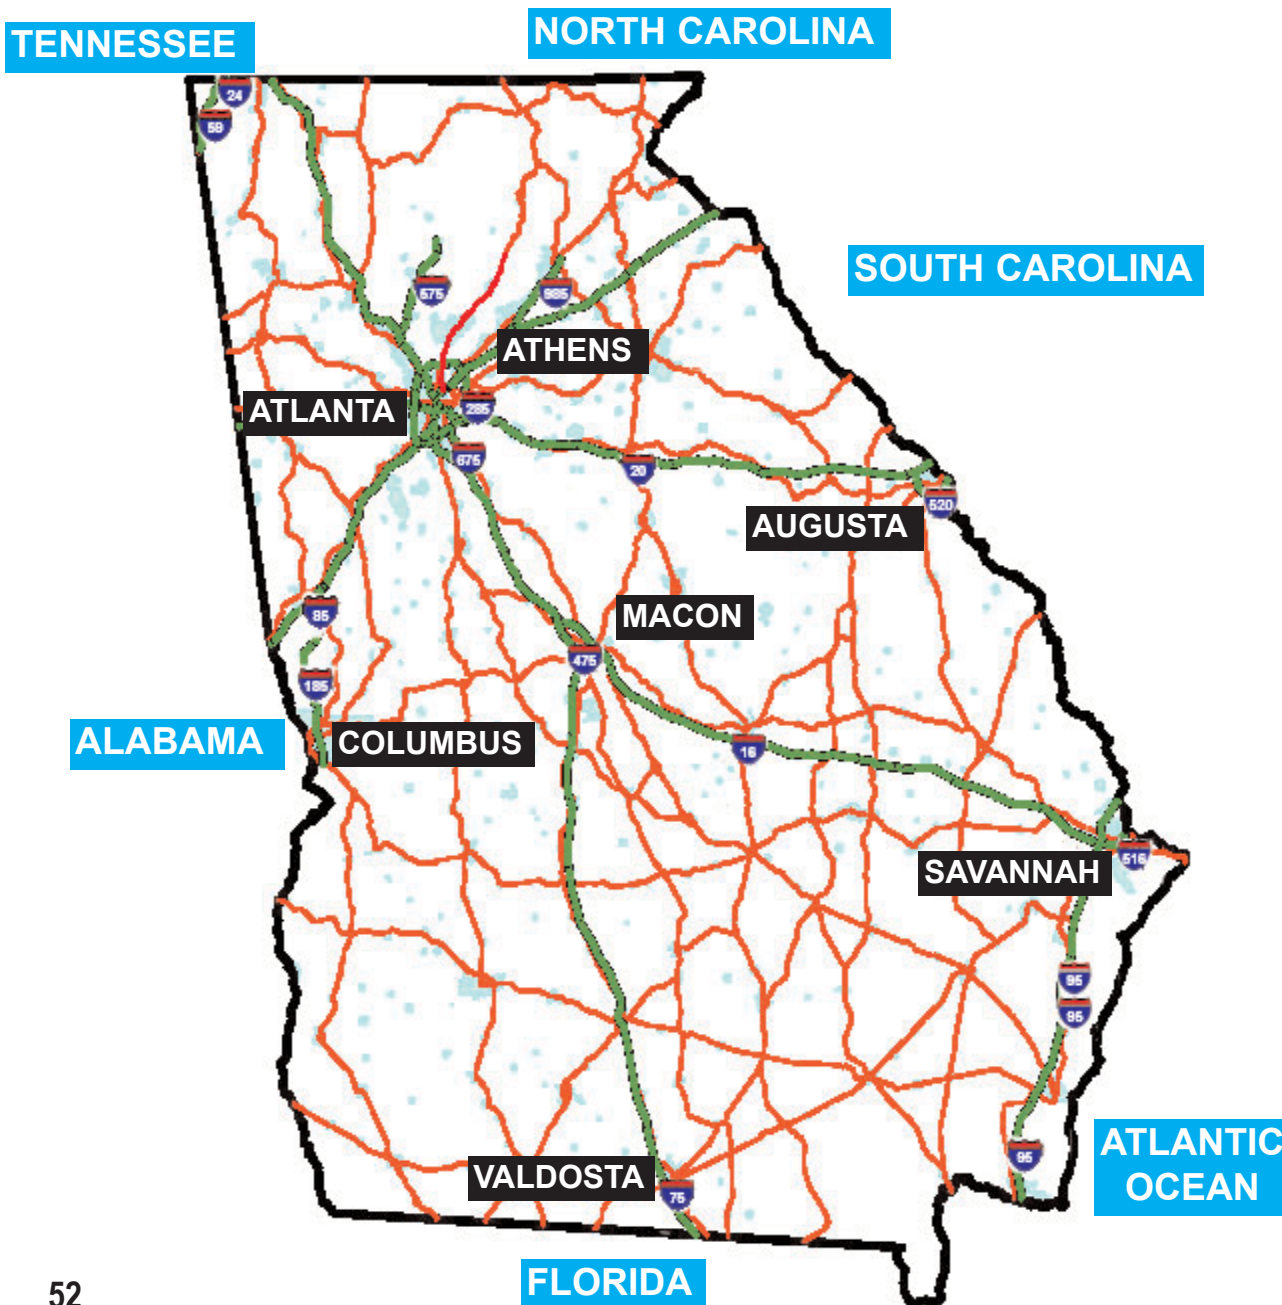 NORTH CAROLINA
TENNESSEE
24
59
SOUTH CAROLINA
575
985
ATHENS
ATLANTA
285
675
20
520
AUGUSTA
85
MACON
475
185
ALABAMA
COLUMBUS
16
516
SAVANNAH
95
95
95
ATLANTIC
OCEAN
VALDOSTA
75
FLORIDA
52